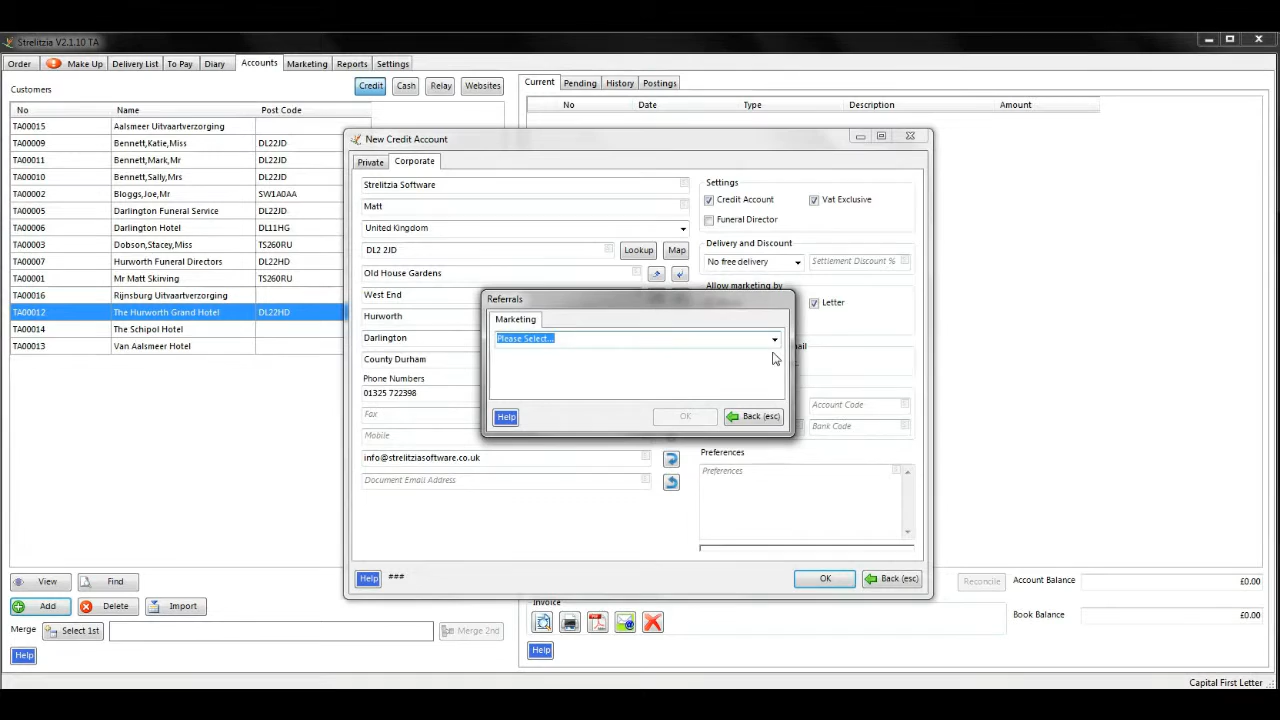 Strelitzia V2.1.10 TA
Order Make Up Delivery List To Pay Diary Accounts Marketing Reports Settings
Customers Credit Cash Relay Websites
No Name Post Code
TA00015 Aalsmeer Uitvaartverzorging
TA00009 Bennett,Katie,Miss DL22JD
TA00011 Bennett,Mark,Mr DL22JD
TA00010 Bennett,Sally,Mrs DL22JD
TA00002 Bloggs,Joe,Mr SW1A0AA
TA00005 Darlington Funeral Service DL22JD
TA00006 Darlington Hotel DL11HG
TA00003 Dobson,Stacey,Miss TS260RU
TA00007 Hurworth Funeral Directors DL22HD
TA00001 Mr Matt Skirving TS260RU
TA00016 Rijnsburg Uitvaartverzorging
TA00012 The Hurworth Grand Hotel DL22HD
TA00014 The Schipol Hotel
TA00013 Van Aalsmeer Hotel
View Find
Add Delete Import
Merge Select 1st Merge 2nd
Help
Current Pending History Postings
No Date Type Description Amount
New Credit Account
Private Corporate
Strelitzia Software
Matt
United Kingdom
DL2 2JD Lookup Map
Old House Gardens
West End
Hurworth
Darlington
County Durham
Phone Numbers
01325 722398
Fax
Mobile
info@strelitziasoftware.co.uk
Document Email Address
Settings
Credit Account Vat Exclusive
Funeral Director
Delivery and Discount
No free delivery Settlement Discount %
Allow marketing by
Letter
Account Code
Bank Code
Preferences
Preferences
Help ### OK Back (esc)
Referrals
Marketing
Please Select...
Help OK Back (esc)
Reconcile Account Balance £0.00
Invoice Book Balance £0.00
Help
Capital First Letter